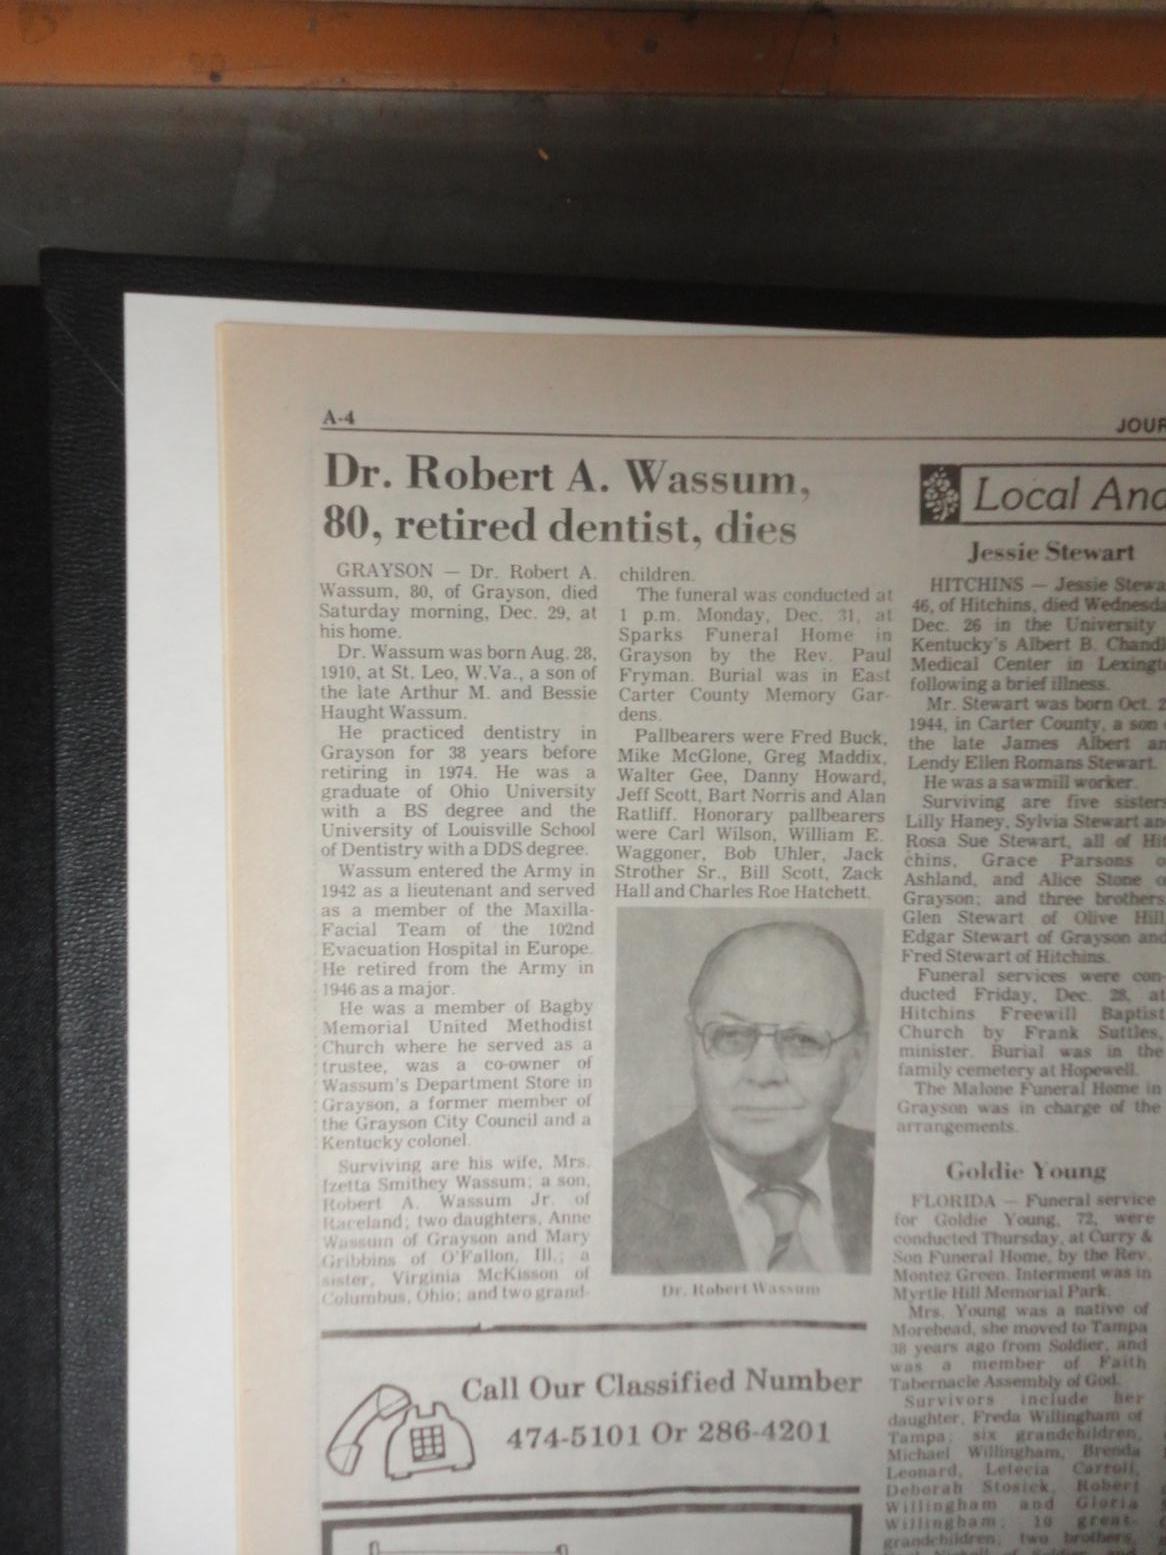 A-4
JOUR
Dr. Robert A. Wassum,
80, retired dentist, dies
GRAYSON — Dr. Robert A.
Wassum, 80, of Grayson, died
Saturday morning, Dec. 29, at
his home.
Dr. Wassum was born Aug. 28,
1910, at St. Leo, W.Va., a son of
the late Arthur M. and Bessie
Haught Wassum.
He practiced dentistry in
Grayson for 38 years before
retiring in 1974. He was a
graduate of Ohio University
with a BS degree and the
University of Louisville School
of Dentistry with a DDS degree.
Wassum entered the Army in
1942 as a lieutenant and served
as a member of the Maxilla-
Facial Team of the 102nd
Evacuation Hospital in Europe.
He retired from the Army in
1946 as a major.
He was a member of Bagby
Memorial United Methodist
Church where he served as a
trustee, was a co-owner of
Wassum's Department Store in
Grayson, a former member of
the Grayson City Council and a
Kentucky colonel.
Surviving are his wife, Mrs.
Izetta Smithey Wassum; a son,
Robert A. Wassum Jr. of
Raceland; two daughters, Anne
Wassum of Grayson and Mary
Gribbins of O'Fallon, Ill.; a
sister, Virginia McKisson of
Columbus, Ohio; and two grand-
children.
The funeral was conducted at
1 p.m. Monday, Dec. 31, at
Sparks Funeral Home in
Grayson by the Rev. Paul
Fryman. Burial was in East
Carter County Memory Gar-
dens.
Pallbearers were Fred Buck,
Mike McGlone, Greg Maddix,
Walter Gee, Danny Howard,
Jeff Scott, Bart Norris and Alan
Ratliff. Honorary pallbearers
were Carl Wilson, William E.
Waggoner, Bob Uhler, Jack
Strother Sr., Bill Scott, Zack
Hall and Charles Roe Hatchett.
Dr. Robert Wassum
Call Our Classified Number
474-5101 Or 286-4201
Local And
Jessie Stewart
HITCHINS — Jessie Stewa
46, of Hitchins, died Wednesda
Dec. 26 in the University
Kentucky's Albert B. Chandl
Medical Center in Lexingto
following a brief illness.
Mr. Stewart was born Oct. 2
1944, in Carter County, a son
the late James Albert an
Lendy Ellen Romans Stewart.
He was a sawmill worker.
Surviving are five sisters
Lilly Haney, Sylvia Stewart an
Rosa Sue Stewart, all of Hit
chins, Grace Parsons o
Ashland, and Alice Stone o
Grayson; and three brothers
Glen Stewart of Olive Hill
Edgar Stewart of Grayson and
Fred Stewart of Hitchins.
Funeral services were con-
ducted Friday, Dec. 28, at
Hitchins Freewill Baptist
Church by Frank Suttles,
minister. Burial was in the
family cemetery at Hopewell.
The Malone Funeral Home in
Grayson was in charge of the
arrangements.
Goldie Young
FLORIDA — Funeral service
for Goldie Young, 72, were
conducted Thursday, at Curry &
Son Funeral Home, by the Rev.
Montez Green. Interment was in
Myrtle Hill Memorial Park.
Mrs. Young was a native of
Morehead, she moved to Tampa
38 years ago from Soldier, and
was a member of Faith
Tabernacle Assembly of God.
Survivors include her
daughter, Freda Willingham of
Tampa; six grandchildren,
Michael Willingham, Brenda
Leonard, Letecia Carroll,
Deborah Stosick, Robert
Willingham and Gloria
Willingham; 10 great-
grandchildren; two brothers,